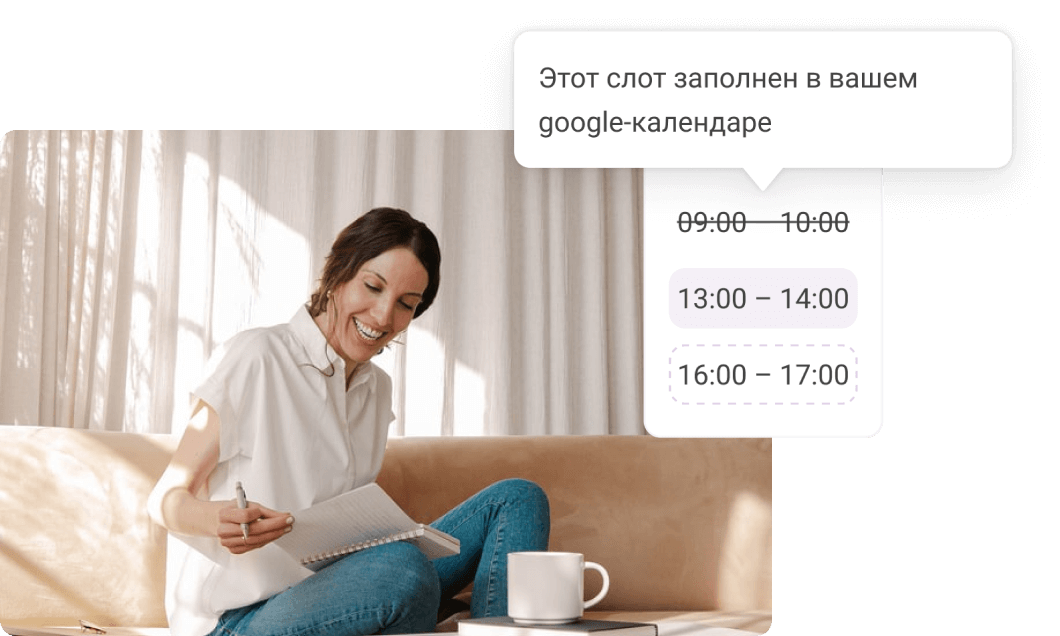 Этот слот заполнен в вашем
google-календаре
09:00 – 10:00
13:00 – 14:00
16:00 – 17:00